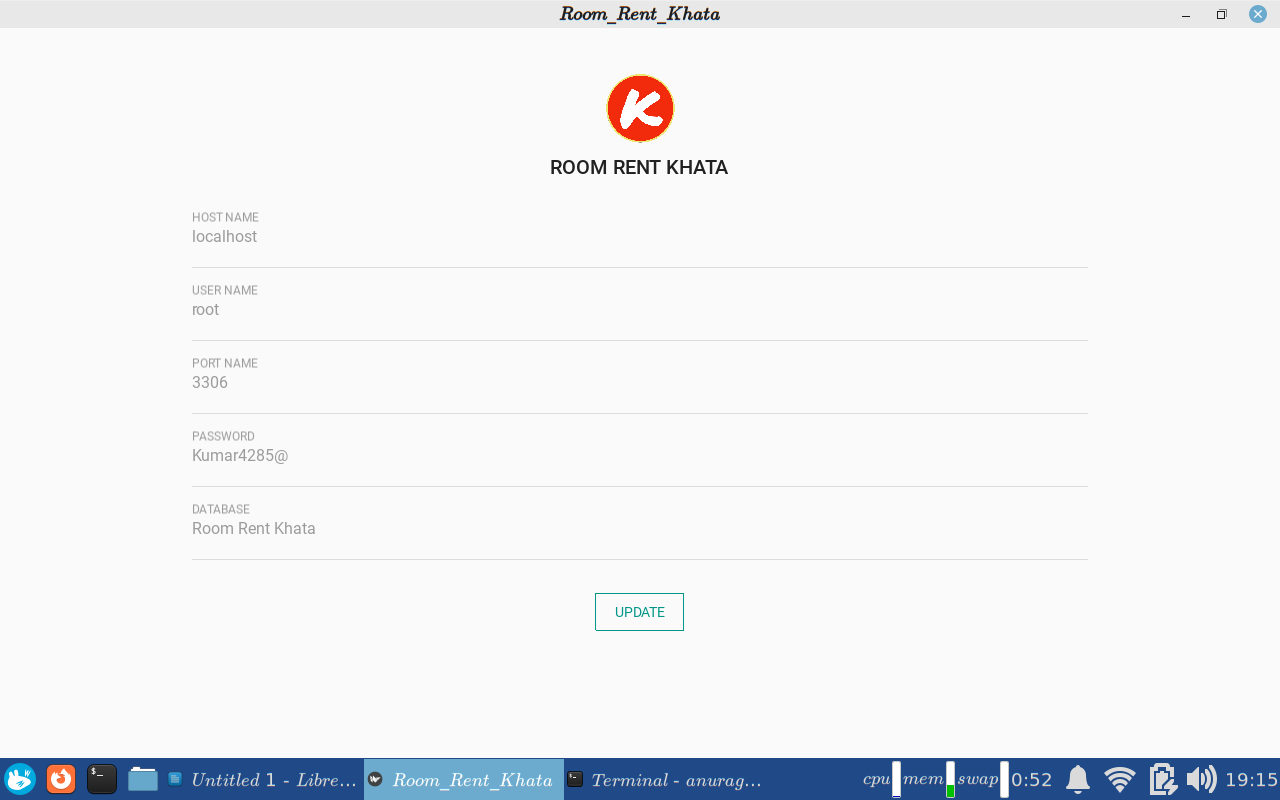 Room_Rent_Khata
K
ROOM RENT KHATA
HOST NAME
localhost
USER NAME
root
PORT NAME
3306
PASSWORD
Kumar4285@
DATABASE
Room Rent Khata
UPDATE
$_ Untitled 1 - Libre... Room_Rent_Khata $_ Terminal - anurag... cpu mem swap 0:52 19:15